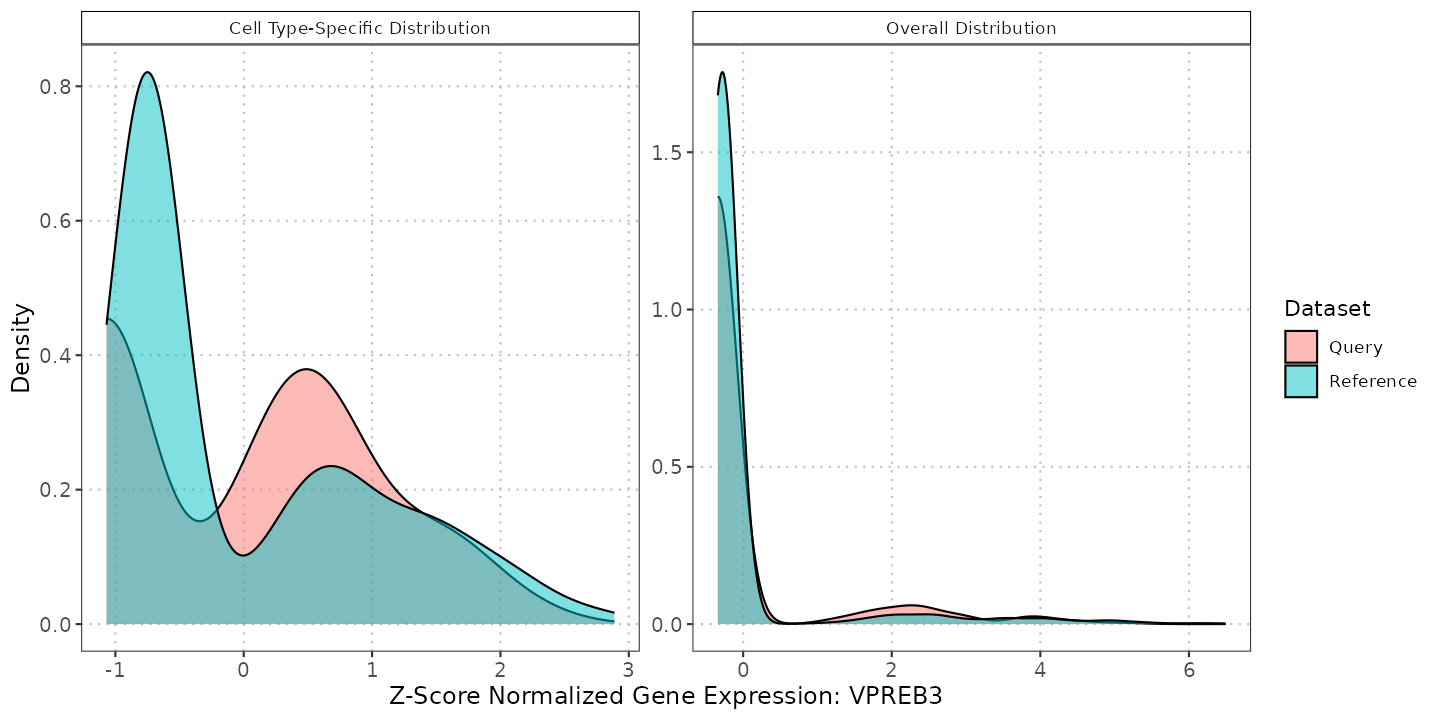 Cell Type-Specific Distribution
Overall Distribution
Density
0.8
0.6
0.4
0.2
0.0
1.5
1.0
0.5
0.0
-1 0 1 2 3
0 2 4 6
Z-Score Normalized Gene Expression: VPREB3
Dataset
Query
Reference